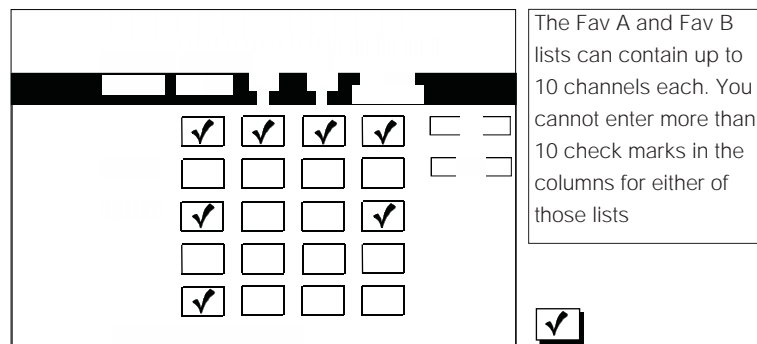 The Fav A and Fav B
lists can contain up to
10 channels each. You
cannot enter more than
10 check marks in the
columns for either of
those lists